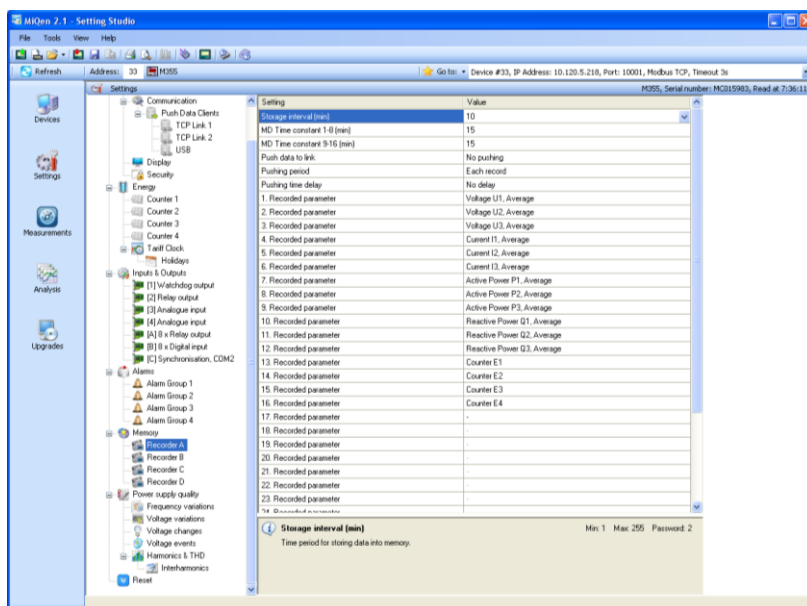 MiQen 2.1 - Setting Studio
File Tools View Help
Refresh Address: 33 M355 Go to: Device #33, IP Address: 10.120.5.218, Port: 10001, Modbus TCP, Timeout 3s
Settings M355, Serial number: MC015983, Read at 7:36:11
Devices
Settings
Measurements
Analysis
Upgrades
Communication
Push Data Clients
TCP Link 1
TCP Link 2
USB
Display
Security
Energy
Counter 1
Counter 2
Counter 3
Counter 4
Tariff Clock
Holidays
Inputs & Outputs
[1] Watchdog output
[2] Relay output
[3] Analogue input
[4] Analogue input
[A] 8 x Relay output
[B] 8 x Digital input
[C] Synchronisation, COM2
Alarms
Alarm Group 1
Alarm Group 2
Alarm Group 3
Alarm Group 4
Memory
Recorder A
Recorder B
Recorder C
Recorder D
Power supply quality
Frequency variations
Voltage variations
Voltage changes
Voltage events
Harmonics & THD
Interharmonics
Reset
Setting Value
Storage interval (min) 10
MD Time constant 1-8 (min) 15
MD Time constant 9-16 (min) 15
Push data to link No pushing
Pushing period Each record
Pushing time delay No delay
1. Recorded parameter Voltage U1, Average
2. Recorded parameter Voltage U2, Average
3. Recorded parameter Voltage U3, Average
4. Recorded parameter Current I1, Average
5. Recorded parameter Current I2, Average
6. Recorded parameter Current I3, Average
7. Recorded parameter Active Power P1, Average
8. Recorded parameter Active Power P2, Average
9. Recorded parameter Active Power P3, Average
10. Recorded parameter Reactive Power Q1, Average
11. Recorded parameter Reactive Power Q2, Average
12. Recorded parameter Reactive Power Q3, Average
13. Recorded parameter Counter E1
14. Recorded parameter Counter E2
15. Recorded parameter Counter E3
16. Recorded parameter Counter E4
17. Recorded parameter -
18. Recorded parameter -
19. Recorded parameter -
20. Recorded parameter -
21. Recorded parameter -
22. Recorded parameter -
23. Recorded parameter -
24. Recorded parameter
Storage interval (min) Min: 1 Max: 255 Password: 2
Time period for storing data into memory.